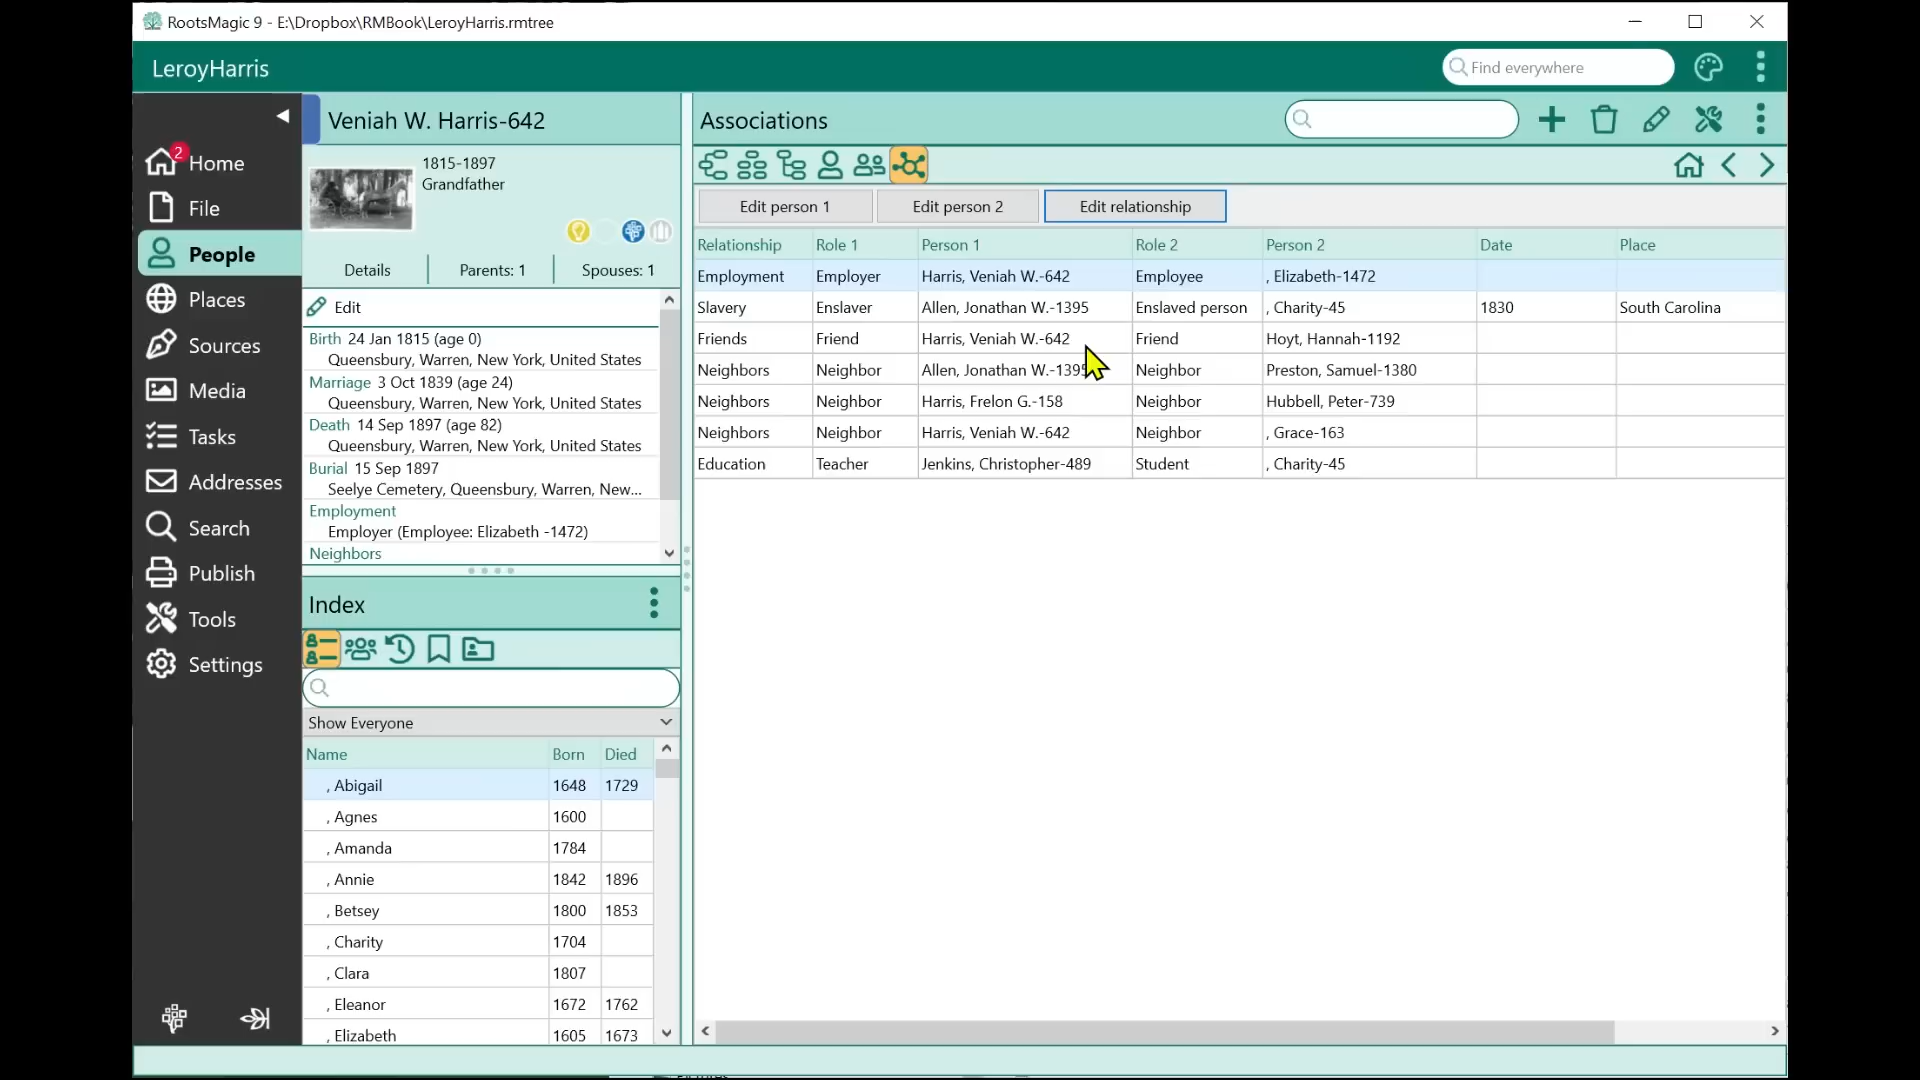 RootsMagic 9 - E:\Dropbox\RMBook\LeroyHarris.rmtree
LeroyHarris
Find everywhere
2
Home
File
People
Places
Sources
Media
Tasks
Addresses
Search
Publish
Tools
Settings
Veniah W. Harris-642
1815-1897
Grandfather
Details
Parents: 1
Spouses: 1
Edit
Birth 24 Jan 1815 (age 0)
Queensbury, Warren, New York, United States
Marriage 3 Oct 1839 (age 24)
Queensbury, Warren, New York, United States
Death 14 Sep 1897 (age 82)
Queensbury, Warren, New York, United States
Burial 15 Sep 1897
Seelye Cemetery, Queensbury, Warren, New...
Employment
Employer (Employee: Elizabeth -1472)
Neighbors
Index
Show Everyone
Name Born Died
, Abigail 1648 1729
, Agnes 1600
, Amanda 1784
, Annie 1842 1896
, Betsey 1800 1853
, Charity 1704
, Clara 1807
, Eleanor 1672 1762
, Elizabeth 1605 1673
Associations
Edit person 1
Edit person 2
Edit relationship
Relationship Role 1 Person 1 Role 2 Person 2 Date Place
Employment Employer Harris, Veniah W.-642 Employee , Elizabeth-1472
Slavery Enslaver Allen, Jonathan W.-1395 Enslaved person , Charity-45 1830 South Carolina
Friends Friend Harris, Veniah W.-642 Friend Hoyt, Hannah-1192
Neighbors Neighbor Allen, Jonathan W.-1395 Neighbor Preston, Samuel-1380
Neighbors Neighbor Harris, Frelon G.-158 Neighbor Hubbell, Peter-739
Neighbors Neighbor Harris, Veniah W.-642 Neighbor , Grace-163
Education Teacher Jenkins, Christopher-489 Student , Charity-45